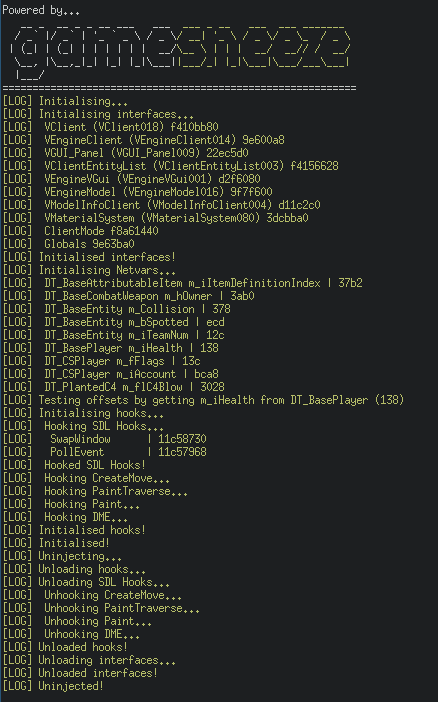 Powered by...
gamesneeze
=========================================================
[LOG] Initialising...
[LOG] Initialising interfaces...
[LOG]  VClient (VClient018) f410bb80
[LOG]  VEngineClient (VEngineClient014) 9e600a8
[LOG]  VGUI_Panel (VGUI_Panel009) 22ec5d0
[LOG]  VClientEntityList (VClientEntityList003) f4156628
[LOG]  VEngineVGui (VEngineVGui001) d2f6080
[LOG]  VEngineModel (VEngineModel016) 9f7f600
[LOG]  VModelInfoClient (VModelInfoClient004) d11c2c0
[LOG]  VMaterialSystem (VMaterialSystem080) 3dcbba0
[LOG]  ClientMode f8a61440
[LOG]  Globals 9e63ba0
[LOG] Initialised interfaces!
[LOG] Initialising Netvars...
[LOG]  DT_BaseAttributableItem m_iItemDefinitionIndex | 37b2
[LOG]  DT_BaseCombatWeapon m_hOwner | 3ab0
[LOG]  DT_BaseEntity m_Collision | 378
[LOG]  DT_BaseEntity m_bSpotted | ecd
[LOG]  DT_BaseEntity m_iTeamNum | 12c
[LOG]  DT_BasePlayer m_iHealth | 138
[LOG]  DT_CSPlayer m_fFlags | 13c
[LOG]  DT_CSPlayer m_iAccount | bca8
[LOG]  DT_PlantedC4 m_flC4Blow | 3028
[LOG] Testing offsets by getting m_iHealth from DT_BasePlayer (138)
[LOG] Initialising hooks...
[LOG]  Hooking SDL Hooks...
[LOG]   SwapWindow      | 11c58730
[LOG]   PollEvent       | 11c57968
[LOG]  Hooked SDL Hooks!
[LOG]  Hooking CreateMove...
[LOG]  Hooking PaintTraverse...
[LOG]  Hooking Paint...
[LOG]  Hooking DME...
[LOG] Initialised hooks!
[LOG] Initialised!
[LOG] Uninjecting...
[LOG] Unloading hooks...
[LOG] Unloading SDL Hooks...
[LOG]  Unhooking CreateMove...
[LOG]  Unhooking PaintTraverse...
[LOG]  Unhooking Paint...
[LOG]  Unhooking DME...
[LOG] Unloaded hooks!
[LOG] Unloading interfaces...
[LOG] Unloaded interfaces!
[LOG] Uninjected!